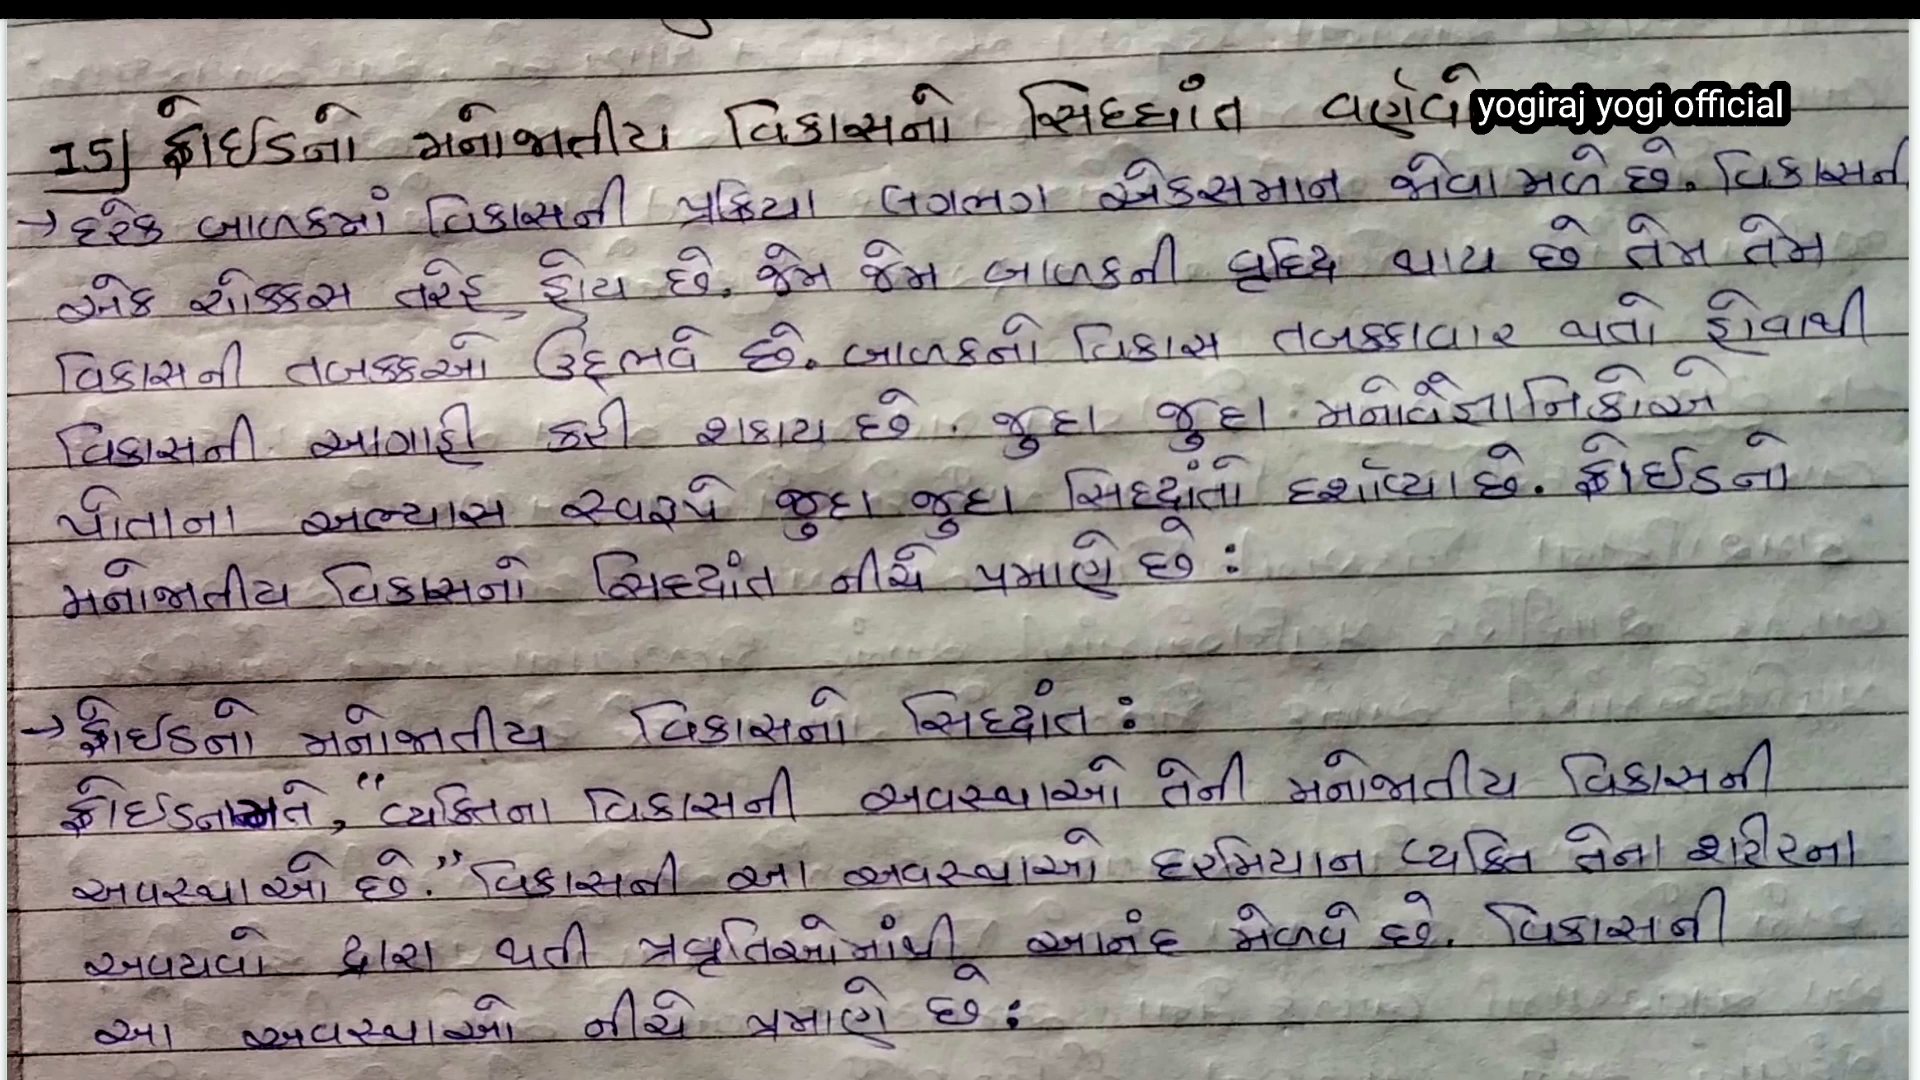 15) ફ્રોઈડનો મનોજાતીય વિકાસનો સિદ્ધાંત વર્ણવો
yogiraj yogi official
→ દરેક બાળકમાં વિકાસની પ્રક્રિયા લગભગ એકસમાન જોવા મળે છે. વિકાસની
એક ચોક્કસ તરેહ હોય છે. જેમ જેમ બાળકની વૃદ્ધિ થાય છે તેમ તેમ
વિકાસની તબક્કઓ ઉદ્દભવે છે. બાળકનો વિકાસ તબક્કાવાર થતો હોવાથી
વિકાસની આગાહી કરી શકાય છે. જુદા જુદા મનોવૈજ્ઞાનિકોએ
પોતાના અભ્યાસ સ્વરૂપે જુદા જુદા સિદ્ધાંતો દર્શાવ્યા છે. ફ્રોઈડનો
મનોજાતીય વિકાસનો સિદ્ધાંત નીચે પ્રમાણે છે :
→ ફ્રોઈડનો મનોજાતીય વિકાસનો સિદ્ધાંત :
ફ્રોઈડના મતે, “વ્યક્તિના વિકાસની અવસ્થાઓ તેની મનોજાતીય વિકાસની
અવસ્થાઓ છે.” વિકાસની આ અવસ્થાઓ દરમિયાન વ્યક્તિ તેના શરીરના
અવયવો દ્વારા થતી પ્રવૃતિઓમાંથી આનંદ મેળવે છે. વિકાસની
આ અવસ્થાઓ નીચે પ્રમાણે છે :